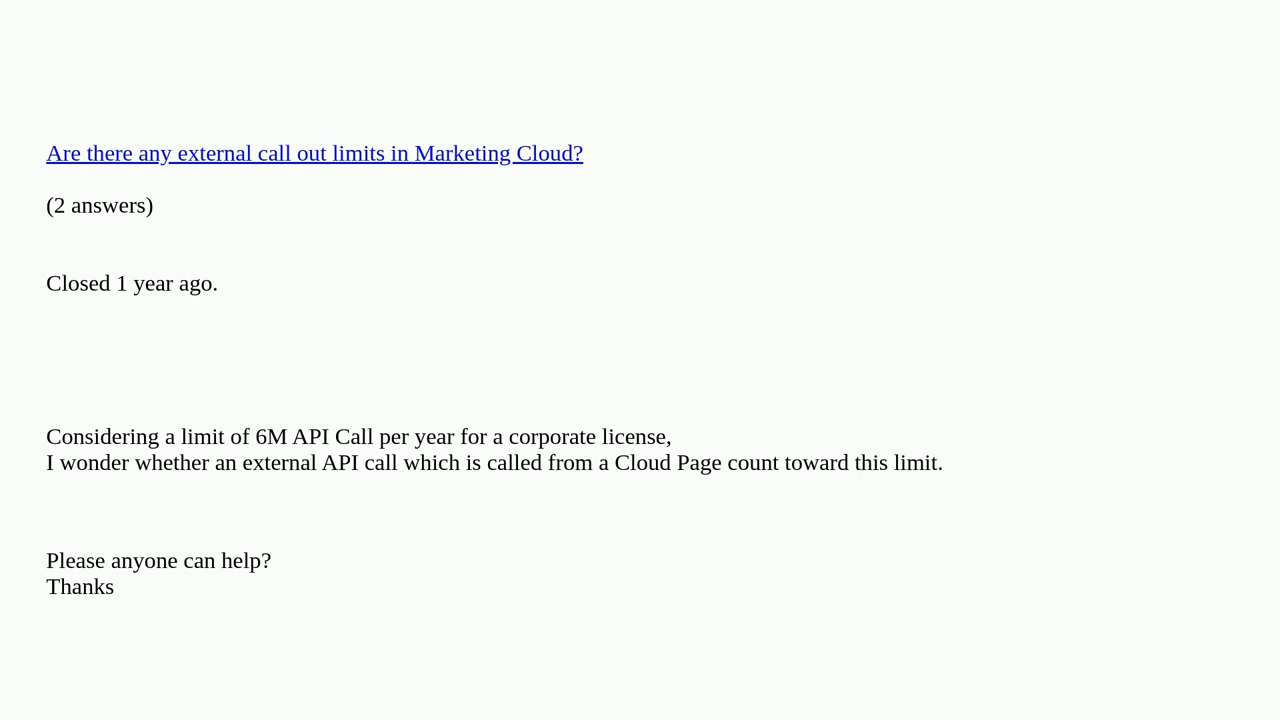 Are there any external call out limits in Marketing Cloud?
(2 answers)
Closed 1 year ago.
Considering a limit of 6M API Call per year for a corporate license,
I wonder whether an external API call which is called from a Cloud Page count toward this limit.
Please anyone can help?
Thanks